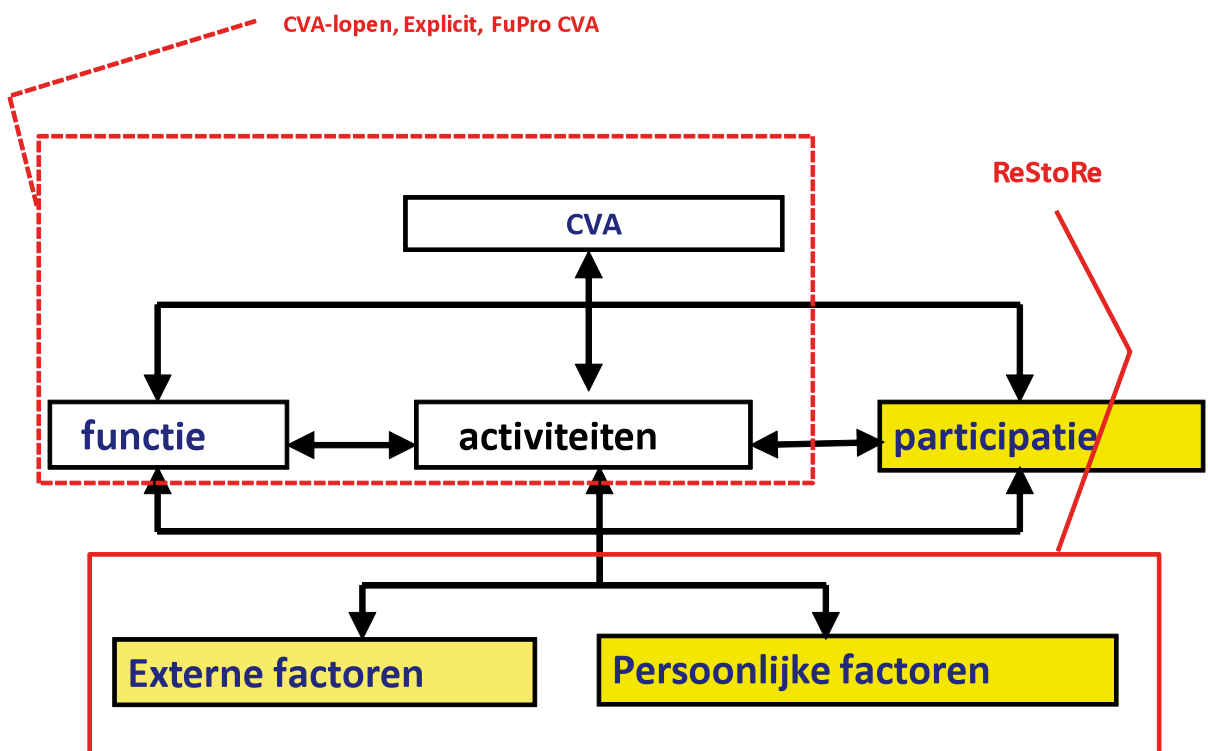 CVA-lopen, Explicit, FuPro CVA
ReStoRe
CVA
functie
activiteiten
participatie
Externe factoren
Persoonlijke factoren